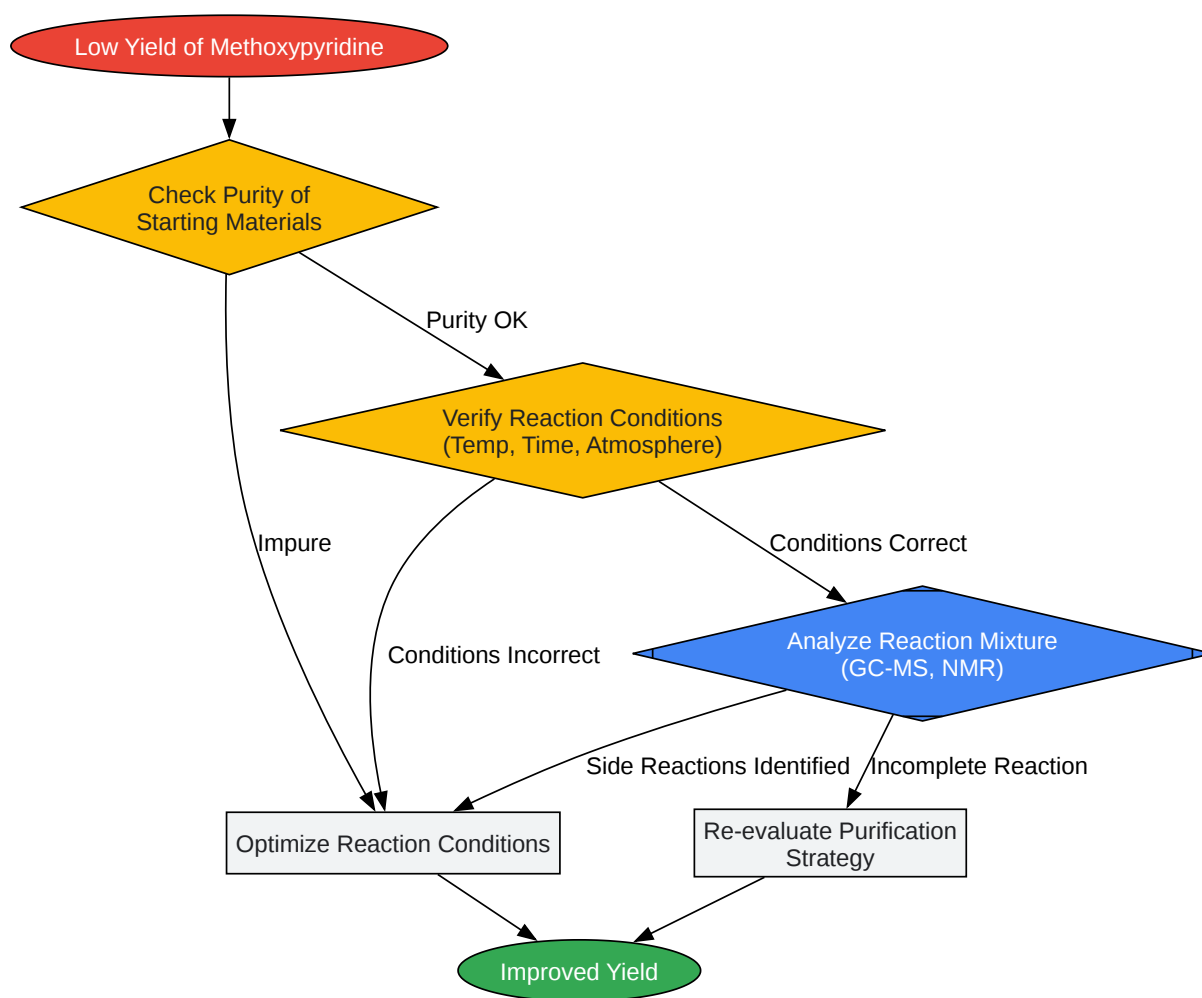 Low Yield of Methoxypyridine
Check Purity of
Starting Materials
Purity OK
Verify Reaction Conditions
(Temp, Time, Atmosphere)
Impure
Conditions Correct
Conditions Incorrect
Analyze Reaction Mixture
(GC-MS, NMR)
Side Reactions Identified
Incomplete Reaction
Optimize Reaction Conditions
Re-evaluate Purification
Strategy
Improved Yield